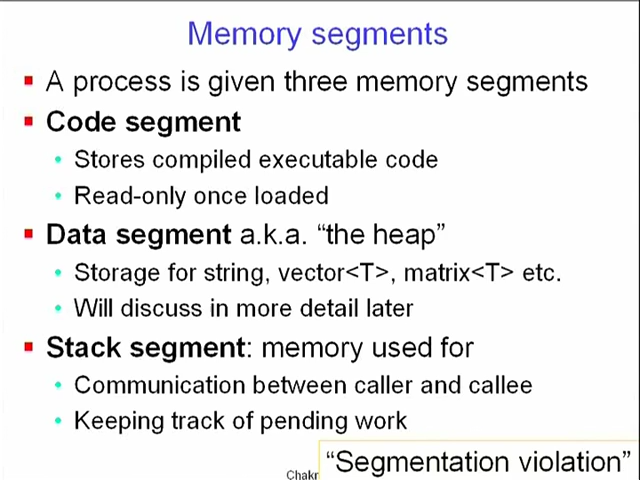 Memory segments
A process is given three memory segments
Code segment
Stores compiled executable code
Read-only once loaded
Data segment a.k.a. “the heap”
Storage for string, vector<T>, matrix<T> etc.
Will discuss in more detail later
Stack segment: memory used for
Communication between caller and callee
Keeping track of pending work
“Segmentation violation”